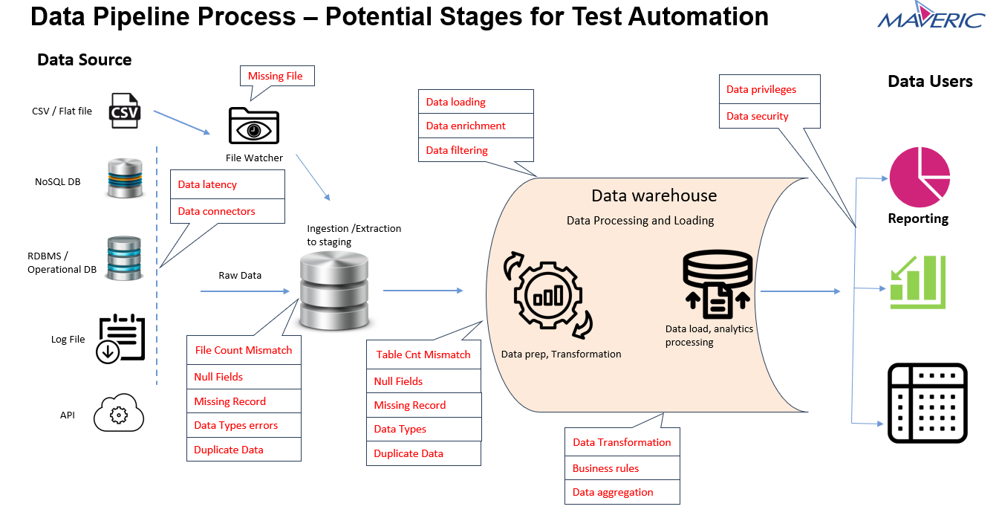 Data Pipeline Process – Potential Stages for Test Automation
MAVERIC
Data Source
Data Users
CSV / Flat file
CSV
Missing File
File Watcher
NoSQL DB
Data latency
Data connectors
RDBMS /
Operational DB
Raw Data
Log File
API
Ingestion /Extraction
to staging
File Count Mismatch
Null Fields
Missing Record
Data Types errors
Duplicate Data
Table Cnt Mismatch
Null Fields
Missing Record
Data Types
Duplicate Data
Data loading
Data enrichment
Data filtering
Data warehouse
Data Processing and Loading
Data prep, Transformation
Data load, analytics
processing
Data Transformation
Business rules
Data aggregation
Data privileges
Data security
Reporting